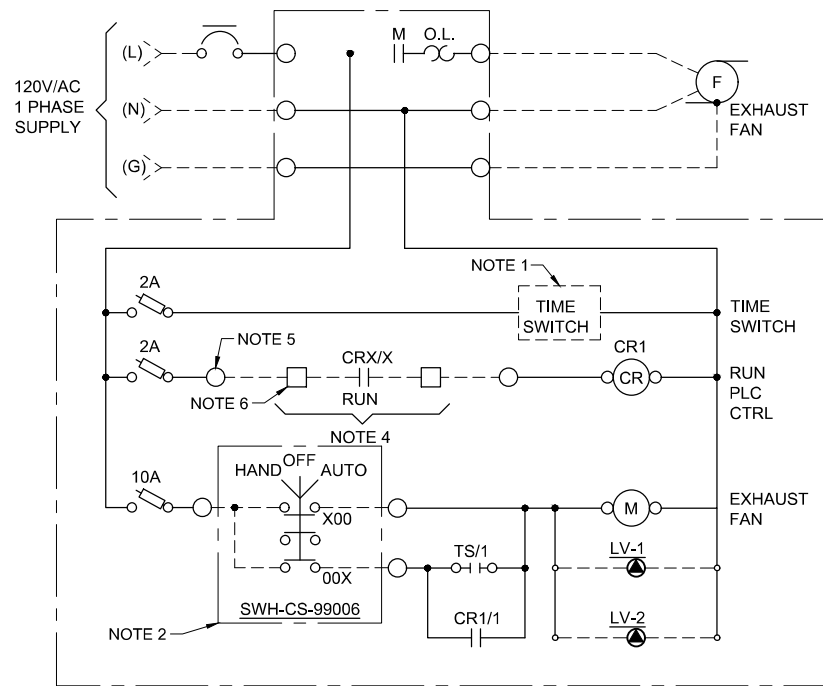 (L)
M O.L.
120V/AC
1 PHASE
SUPPLY
(N)
F
EXHAUST
FAN
(G)
NOTE 1
2A
TIME
SWITCH
TIME
SWITCH
2A
NOTE 5
CRX/X
CR1
CR
RUN
PLC
CTRL
NOTE 6
RUN
NOTE 4
10A
OFF
HAND AUTO
X00
M
EXHAUST
FAN
TS/1
LV-1
00X
SWH-CS-99006
CR1/1
LV-2
NOTE 2